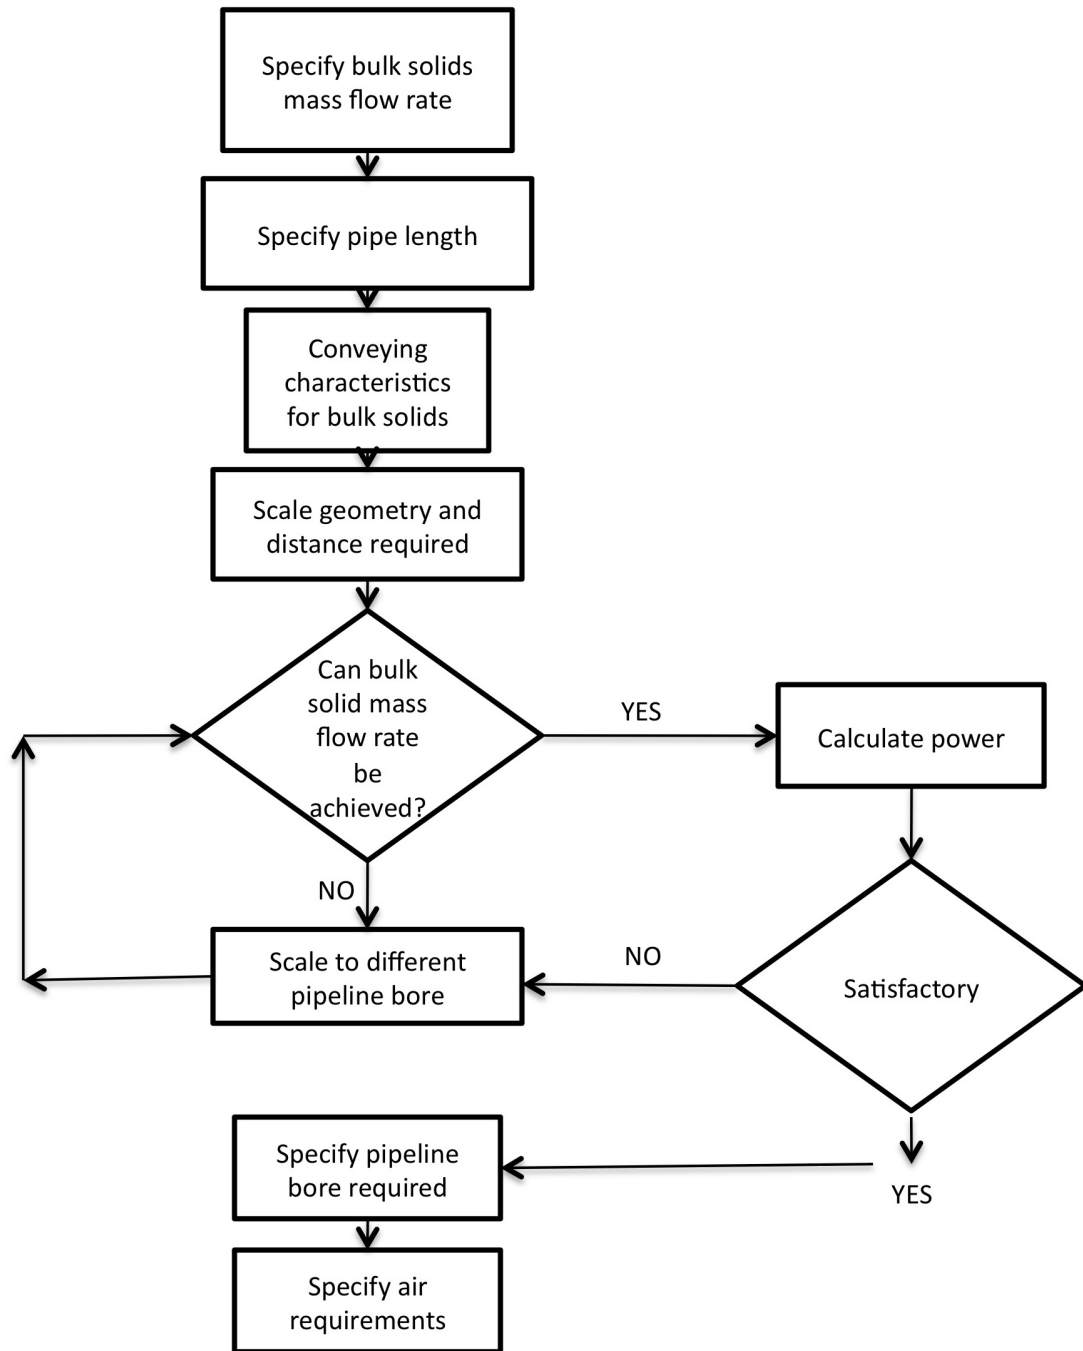 Specify bulk solids
mass flow rate
Specify pipe length
Conveying
characteristics
for bulk solids
Scale geometry and
distance required
Can bulk
solid mass
flow rate
be
achieved?
YES
Calculate power
NO
Scale to different
pipeline bore
NO
Satisfactory
YES
Specify pipeline
bore required
Specify air
requirements